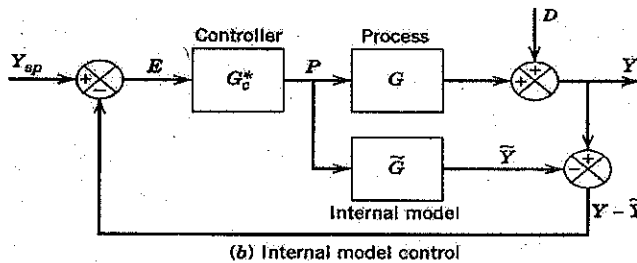 D
Controller
Process
Y_sp
E
G_c^*
P
G
Y
+
−
+
+
G̃
Ỹ
−
+
Internal model
Y − Ỹ
(b) Internal model control